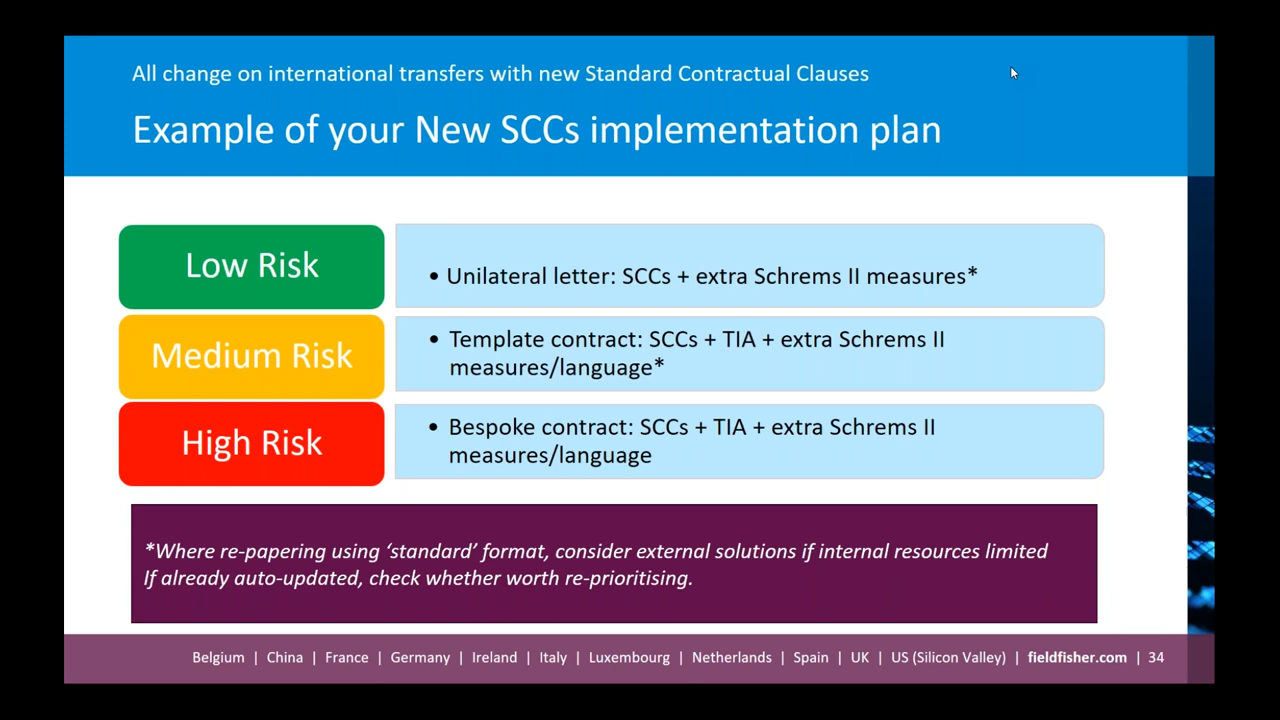 All change on international transfers with new Standard Contractual Clauses
Example of your New SCCs implementation plan
Low Risk
• Unilateral letter: SCCs + extra Schrems II measures*
Medium Risk
• Template contract: SCCs + TIA + extra Schrems II
measures/language*
High Risk
• Bespoke contract: SCCs + TIA + extra Schrems II
measures/language
*Where re-papering using ‘standard’ format, consider external solutions if internal resources limited
If already auto-updated, check whether worth re-prioritising.
Belgium | China | France | Germany | Ireland | Italy | Luxembourg | Netherlands | Spain | UK | US (Silicon Valley) | fieldfisher.com | 34